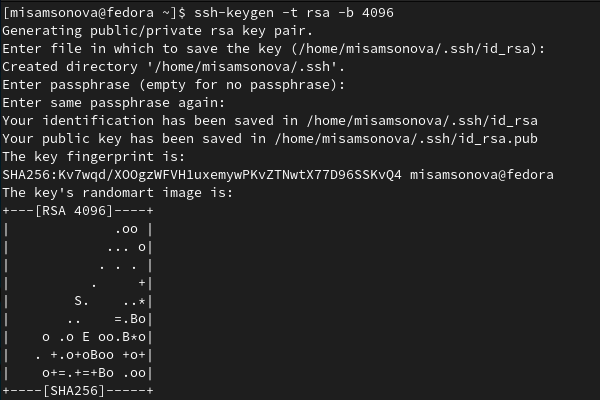 [misamsonova@fedora ~]$ ssh-keygen -t rsa -b 4096
Generating public/private rsa key pair.
Enter file in which to save the key (/home/misamsonova/.ssh/id_rsa):
Created directory '/home/misamsonova/.ssh'.
Enter passphrase (empty for no passphrase):
Enter same passphrase again:
Your identification has been saved in /home/misamsonova/.ssh/id_rsa
Your public key has been saved in /home/misamsonova/.ssh/id_rsa.pub
The key fingerprint is:
SHA256:Kv7wqd/XOOgzWFVH1uxemywPKvZTNwtX77D96SSKvQ4 misamsonova@fedora
The key's randomart image is:
+---[RSA 4096]----+
|             .oo |
|            ... o|
|           . . . |
|          .     +|
|        S.    ..*|
|       ..    =.Bo|
|    o .o E oo.B*o|
|   . +.o+oBoo +o+|
|    o+=.+=+Bo .oo|
+----[SHA256]-----+